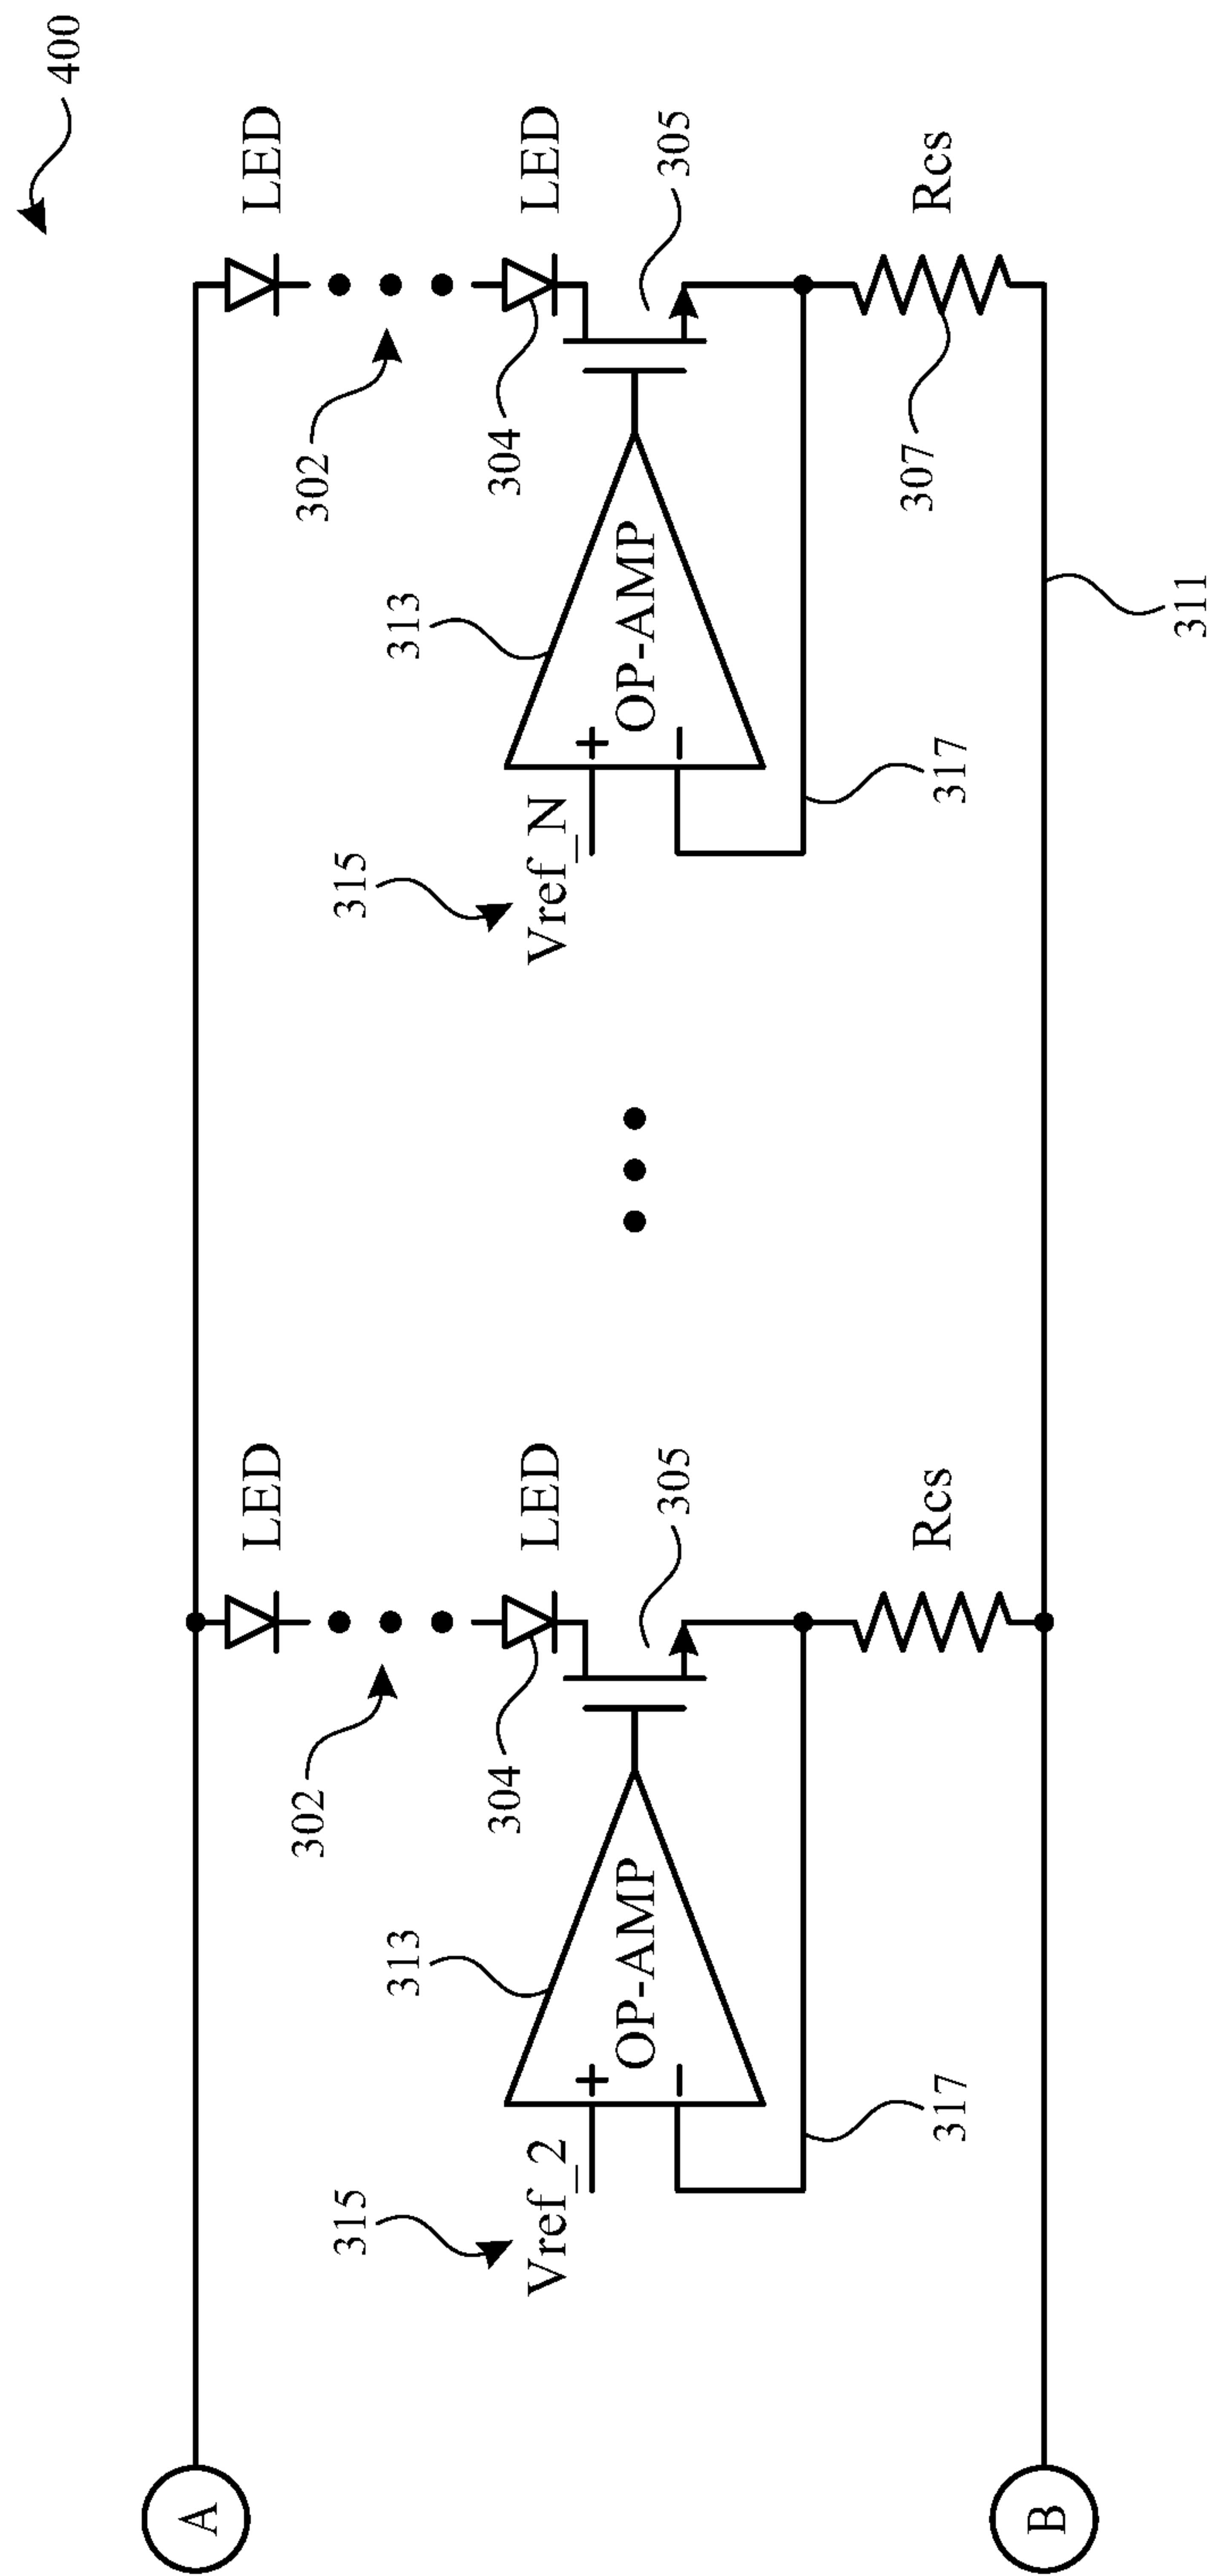 400
A
LED
LED
302
302
LED
LED
304
304
313
313
OP-AMP
OP-AMP
+
-
+
-
315
315
Vref_2
Vref_N
305
305
317
317
Rcs
Rcs
307
311
B